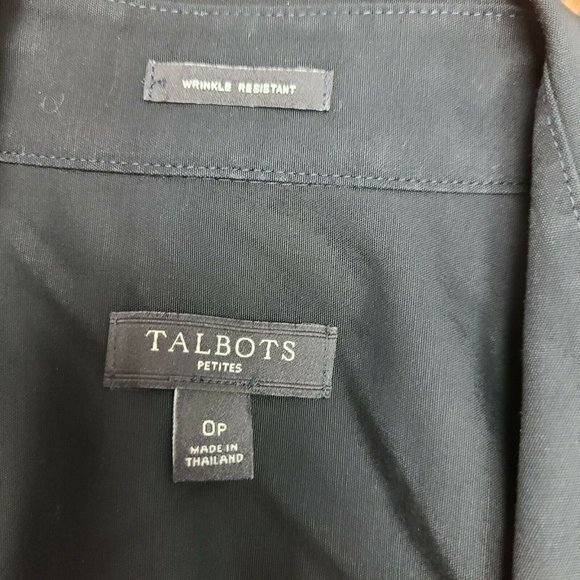 WRINKLE RESISTANT
TALBOTS
PETITES
0P
MADE IN
THAILAND